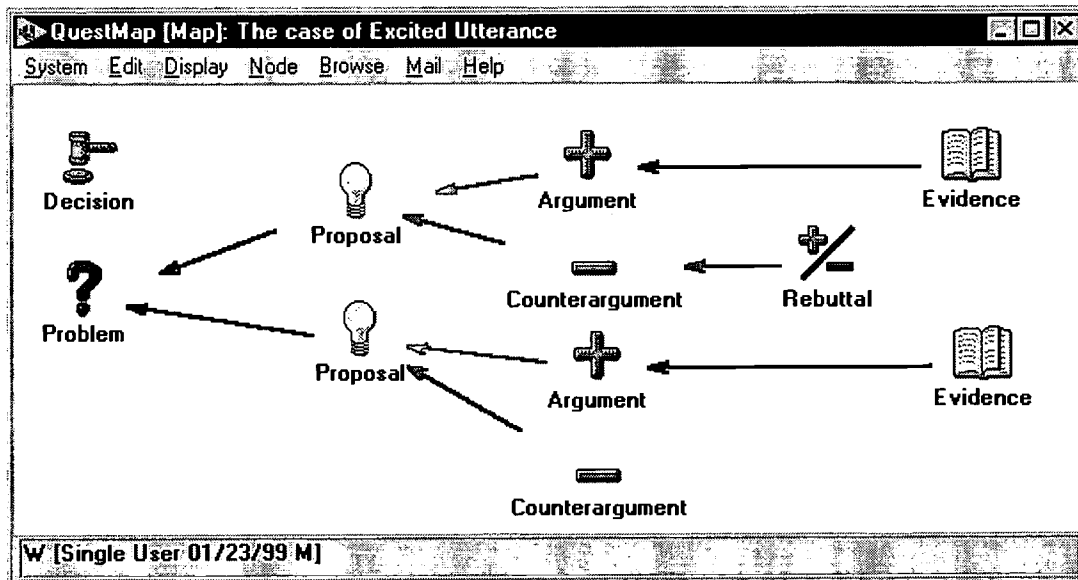 QuestMap [Map]: The case of Excited Utterance
System Edit Display Node Browse Mail Help
Decision
Proposal
Argument
Evidence
Problem
Counterargument
Rebuttal
Proposal
Argument
Evidence
Counterargument
W [Single User 01/23/99 M]